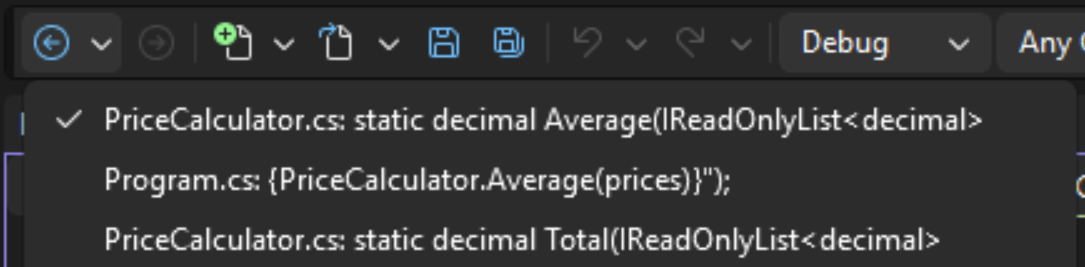 Debug
Any
PriceCalculator.cs: static decimal Average(IReadOnlyList<decimal>
Program.cs: {PriceCalculator.Average(prices)}");
PriceCalculator.cs: static decimal Total(IReadOnlyList<decimal>